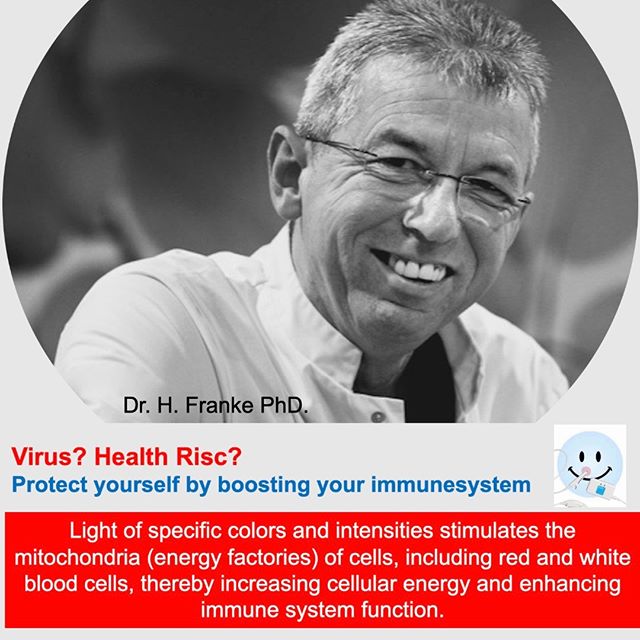 Dr. H. Franke PhD.
Virus? Health Risc?
Protect yourself by boosting your immunesystem
Light of specific colors and intensities stimulates the
mitochondria (energy factories) of cells, including red and white
blood cells, thereby increasing cellular energy and enhancing
immune system function.